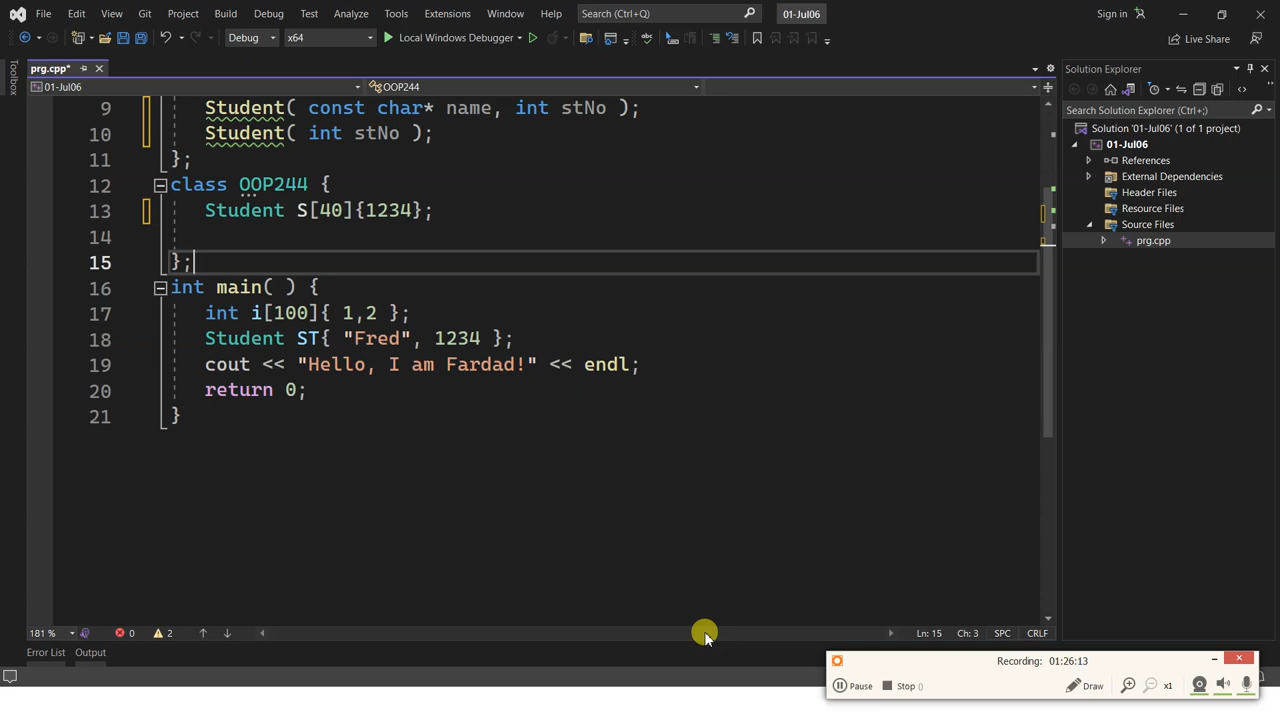 File Edit View Git Project Build Debug Test Analyze Tools Extensions Window Help Search (Ctrl+Q) 01-Jul06 Sign in
Debug x64 Local Windows Debugger Live Share
Toolbox
prg.cpp*
01-Jul06 OOP244
9 Student( const char* name, int stNo );
10 Student( int stNo );
11 };
12 class OOP244 {
13 Student S[40]{1234};
14
15 };
16 int main( ) {
17 int i[100]{ 1,2 };
18 Student ST{ "Fred", 1234 };
19 cout << "Hello, I am Fardad!" << endl;
20 return 0;
21 }
181 % 0 2 Ln: 15 Ch: 3 SPC CRLF
Error List Output
Solution Explorer
Search Solution Explorer (Ctrl+;)
Solution '01-Jul06' (1 of 1 project)
01-Jul06
References
External Dependencies
Header Files
Resource Files
Source Files
prg.cpp
Recording: 01:26:13
Pause Stop () Draw x1